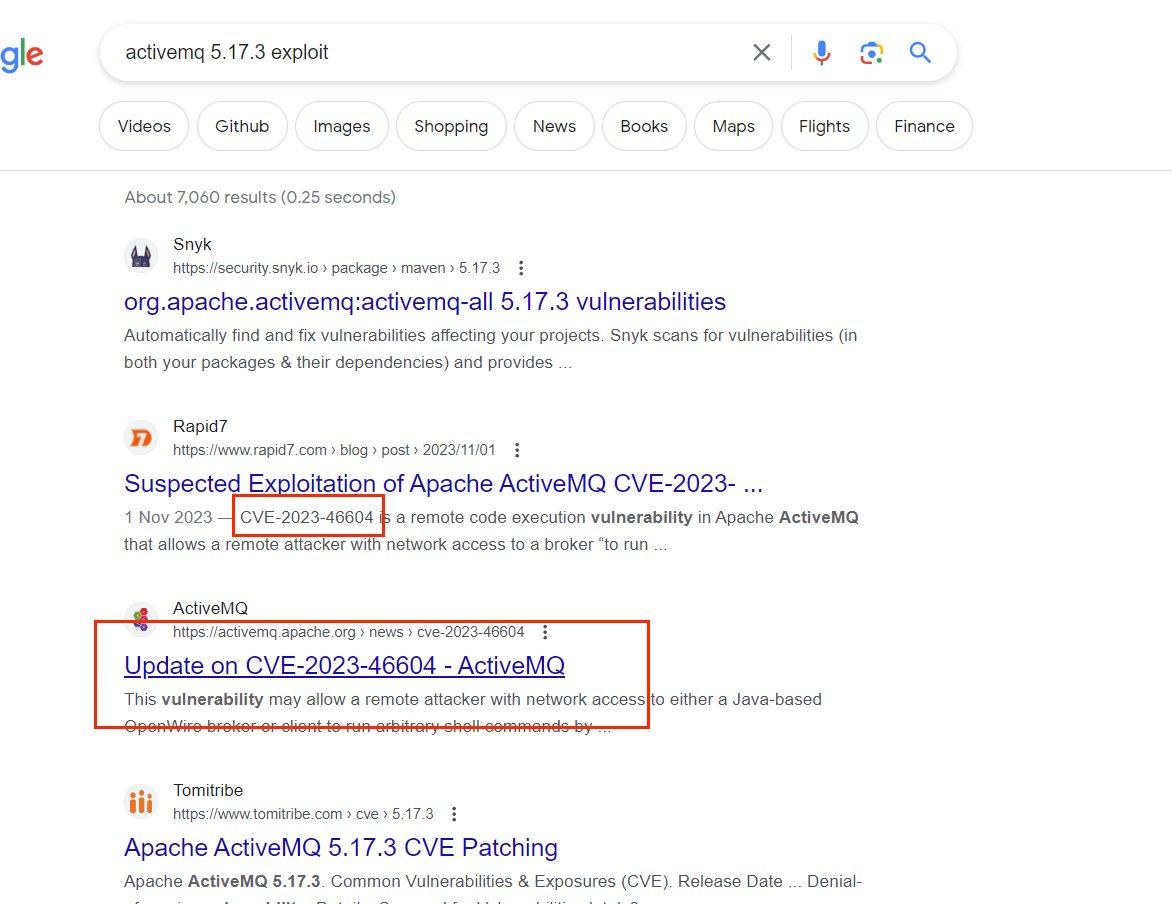 gle
activemq 5.17.3 exploit
Videos
Github
Images
Shopping
News
Books
Maps
Flights
Finance
About 7,060 results (0.25 seconds)
Snyk
https://security.snyk.io › package › maven › 5.17.3
org.apache.activemq:activemq-all 5.17.3 vulnerabilities
Automatically find and fix vulnerabilities affecting your projects. Snyk scans for vulnerabilities (in
both your packages & their dependencies) and provides ...
Rapid7
https://www.rapid7.com › blog › post › 2023/11/01
Suspected Exploitation of Apache ActiveMQ CVE-2023- ...
1 Nov 2023 — CVE-2023-46604 is a remote code execution vulnerability in Apache ActiveMQ
that allows a remote attacker with network access to a broker “to run ...
ActiveMQ
https://activemq.apache.org › news › cve-2023-46604
Update on CVE-2023-46604 - ActiveMQ
This vulnerability may allow a remote attacker with network access to either a Java-based
OpenWire broker or client to run arbitrary shell commands by ...
Tomitribe
https://www.tomitribe.com › cve › 5.17.3
Apache ActiveMQ 5.17.3 CVE Patching
Apache ActiveMQ 5.17.3. Common Vulnerabilities & Exposures (CVE). Release Date ... Denial-